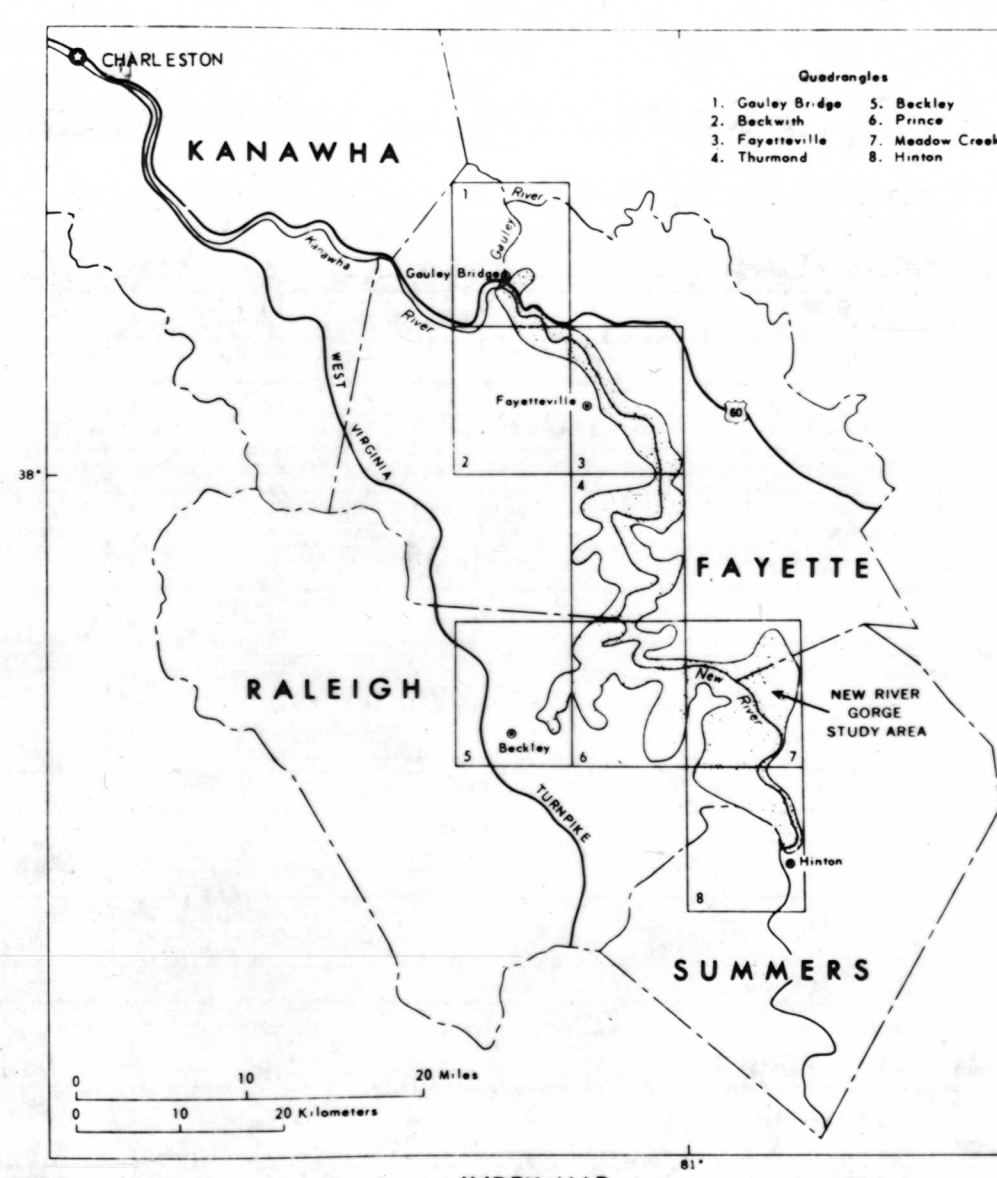 CHARLESTON
Quadrangles
1. Gauley Bridge 5. Beckley
2. Beckwith 6. Prince
3. Fayetteville 7. Meadow Creek
4. Thurmond 8. Hinton
KANAWHA
1
River
Gauley
Kanawha
Gauley Bridge
River
WEST
VIRGINIA
60
Fayetteville
38°
2
3
4
FAYETTE
RALEIGH
New
River
NEW RIVER
GORGE
STUDY AREA
Beckley
5
6
7
TURNPIKE
Hinton
8
SUMMERS
0 10 20 Miles
0 10 20 Kilometers
81°